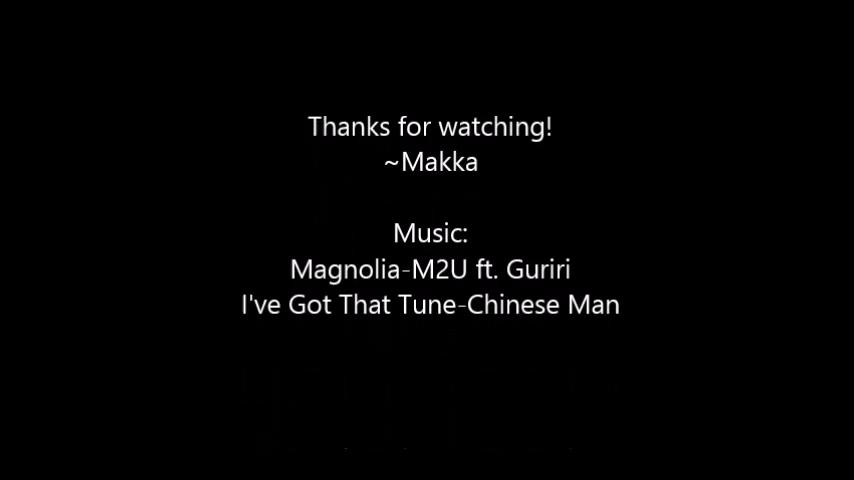 Thanks for watching!
~Makka
Music:
Magnolia-M2U ft. Guriri
I've Got That Tune-Chinese Man